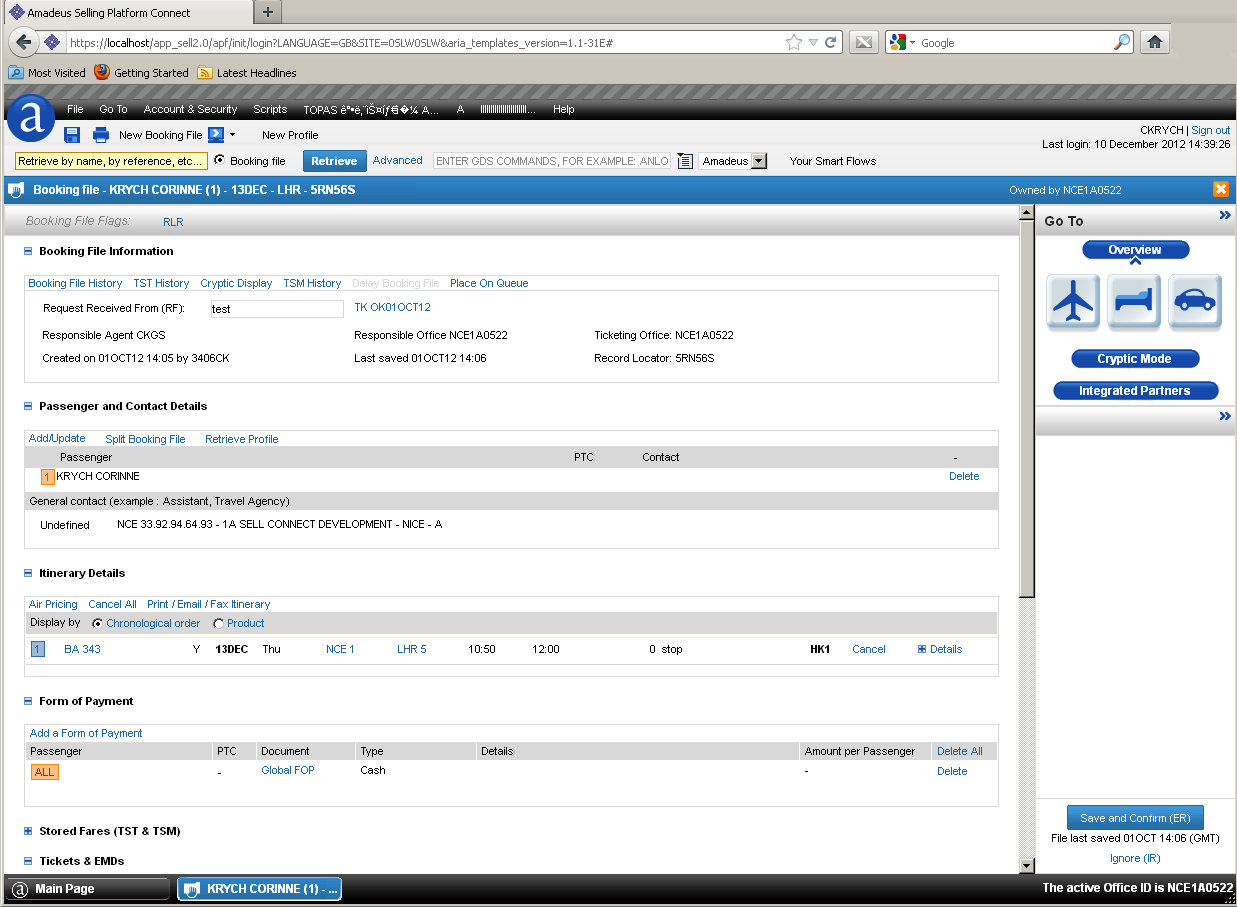 Amadeus Selling Platform Connect
https://localhost/app_sell2.0/apf/init/login?LANGUAGE=GB&SITE=0SLW0SLW&aria_templates_version=1.1-31E#
Google
Most Visited Getting Started Latest Headlines
File Go To Account & Security Scripts TOPAS A... A Help
New Booking File New Profile
CKRYCH | Sign out
Last login: 10 December 2012 14:39:26
Retrieve by name, by reference, etc... Booking file Retrieve Advanced ENTER GDS COMMANDS, FOR EXAMPLE: ANLO Amadeus Your Smart Flows
Booking file - KRYCH CORINNE (1) - 13DEC - LHR - 5RN56S Owned by NCE1A0522
Booking File Flags: RLR
Go To
Overview
Cryptic Mode
Integrated Partners
Booking File Information
Booking File History TST History Cryptic Display TSM History Delay Booking File Place On Queue
Request Received From (RF): test TK OK01OCT12
Responsible Agent CKGS Responsible Office NCE1A0522 Ticketing Office: NCE1A0522
Created on 01OCT12 14:05 by 3406CK Last saved 01OCT12 14:06 Record Locator: 5RN56S
Passenger and Contact Details
Add/Update Split Booking File Retrieve Profile
Passenger PTC Contact -
1 KRYCH CORINNE Delete
General contact (example : Assistant, Travel Agency)
Undefined NCE 33.92.94.64.93 - 1A SELL CONNECT DEVELOPMENT - NICE - A
Itinerary Details
Air Pricing Cancel All Print / Email / Fax Itinerary
Display by Chronological order Product
1 BA 343 Y 13DEC Thu NCE 1 LHR 5 10:50 12:00 0 stop HK1 Cancel Details
Form of Payment
Add a Form of Payment
Passenger PTC Document Type Details Amount per Passenger Delete All
ALL - Global FOP Cash - Delete
Stored Fares (TST & TSM)
Tickets & EMDs
Save and Confirm (ER)
File last saved 01OCT 14:06 (GMT)
Ignore (IR)
Main Page KRYCH CORINNE (1) - ... The active Office ID is NCE1A0522